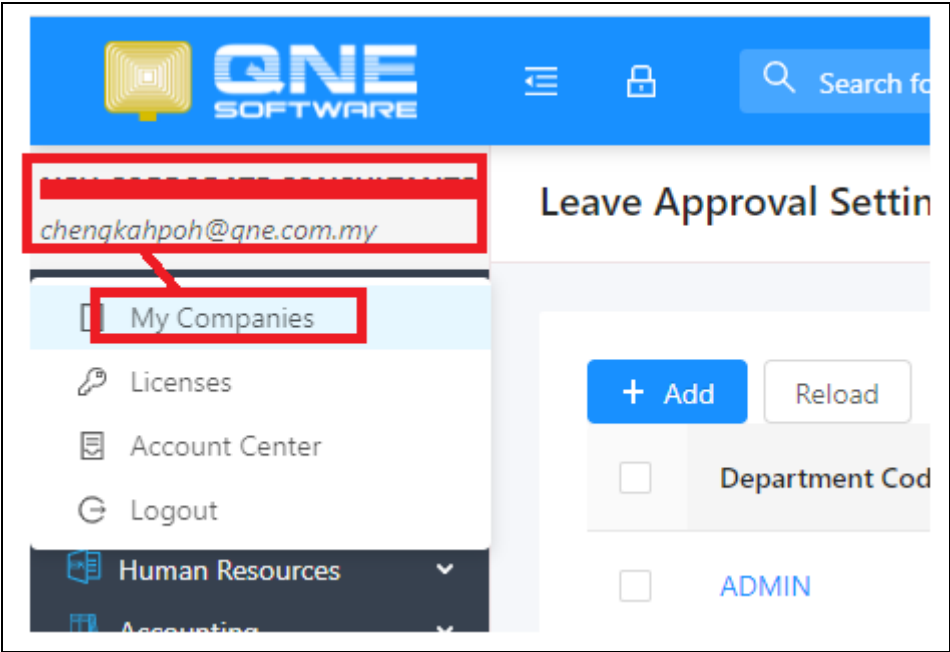 QNE
SOFTWARE
Search fo
chengkahpoh@qne.com.my
Leave Approval Settin
My Companies
Licenses
Account Center
Logout
+ Add
Reload
Department Cod
Human Resources
ADMIN
Accounting